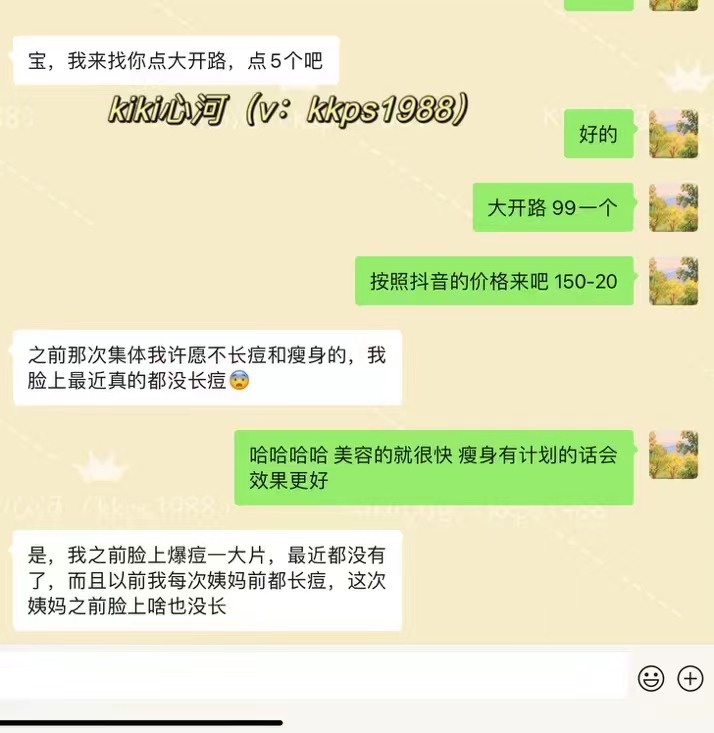 宝，我来找你点大开路，点5个吧
kiki心河（v：kkps1988）
好的
大开路 99一个
按照抖音的价格来吧 150-20
之前那次集体我许愿不长痘和瘦身的，我
脸上最近真的都没长痘😨
哈哈哈哈 美容的就很快 瘦身有计划的话会
效果更好
是，我之前脸上爆痘一大片，最近都没有
了，而且以前我每次姨妈前都长痘，这次
姨妈之前脸上啥也没长